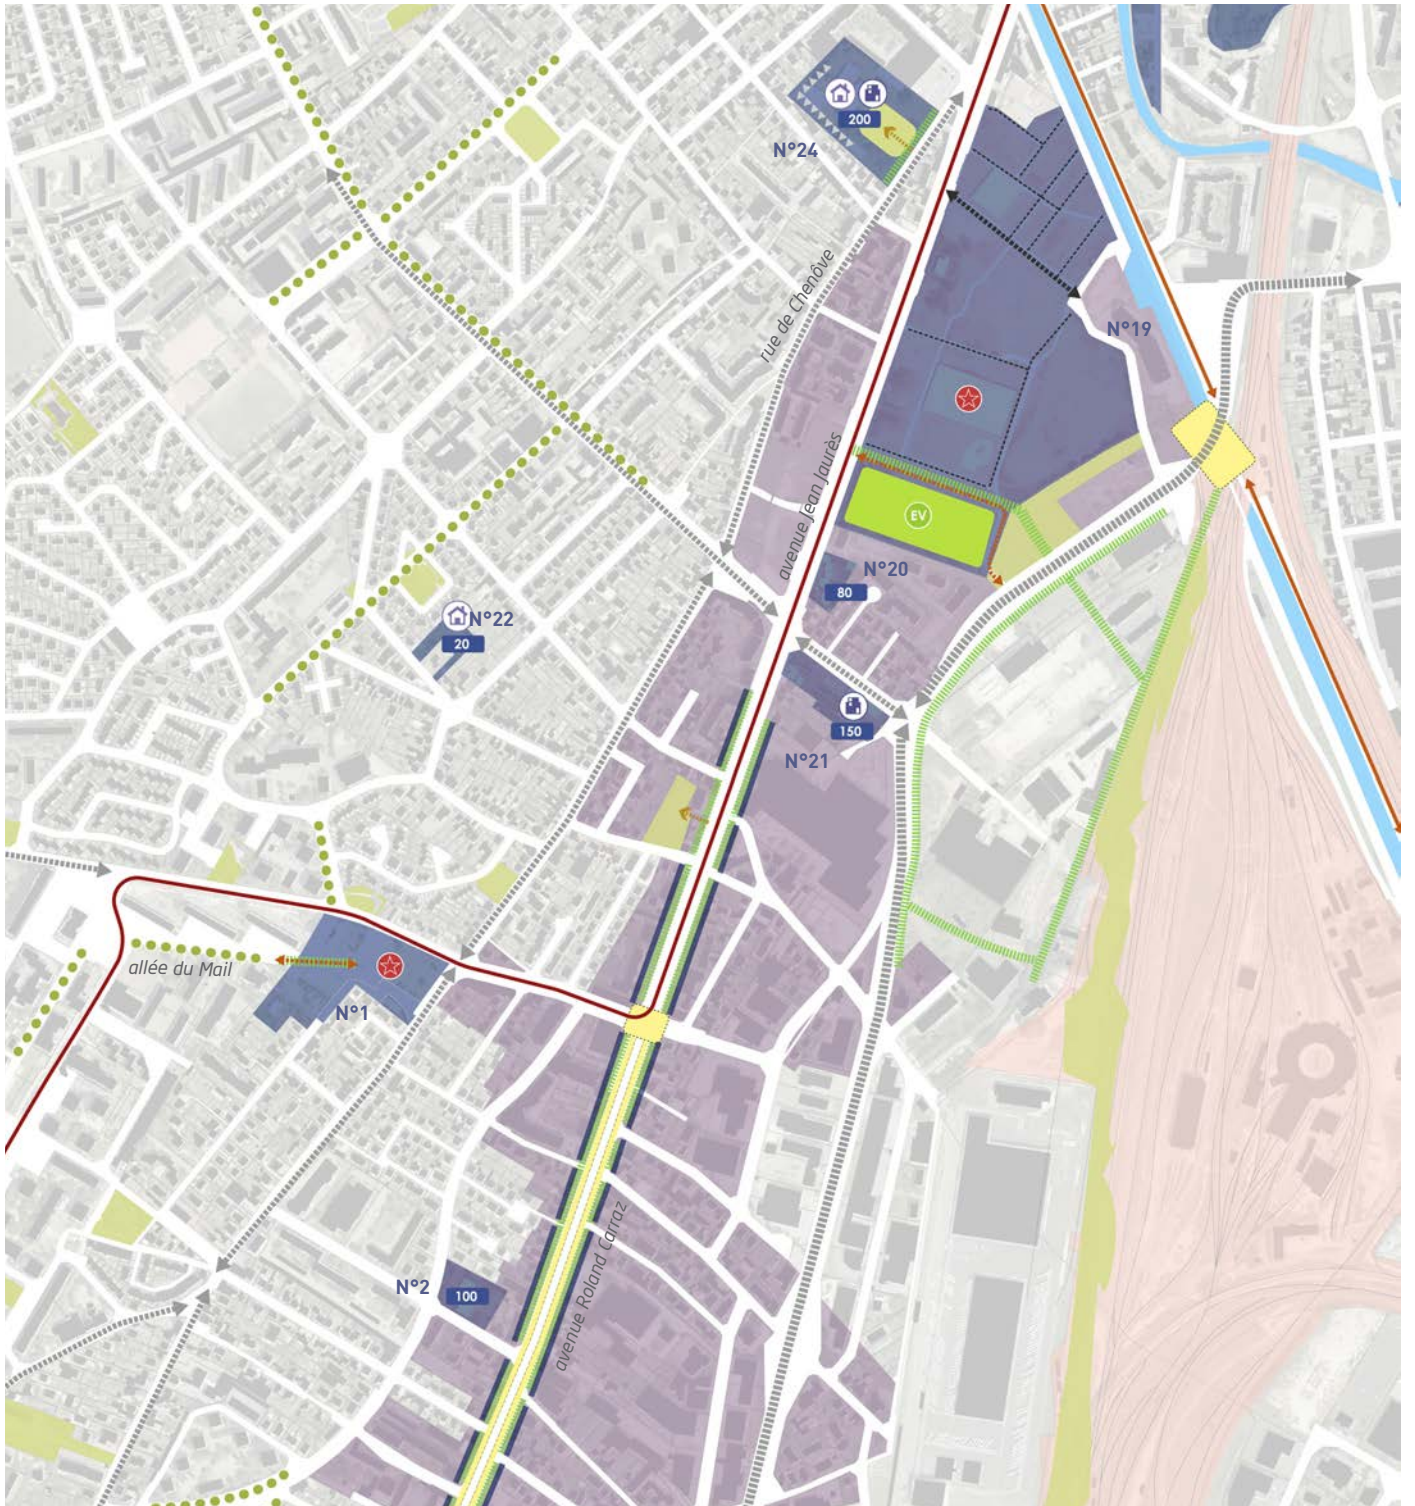 200
N°24
rue de Chenôve
N°19
avenue Jean Jaurès
EV
N°20
80
N°22
20
150
N°21
allée du Mail
N°1
N°2
100
avenue Roland Carraz